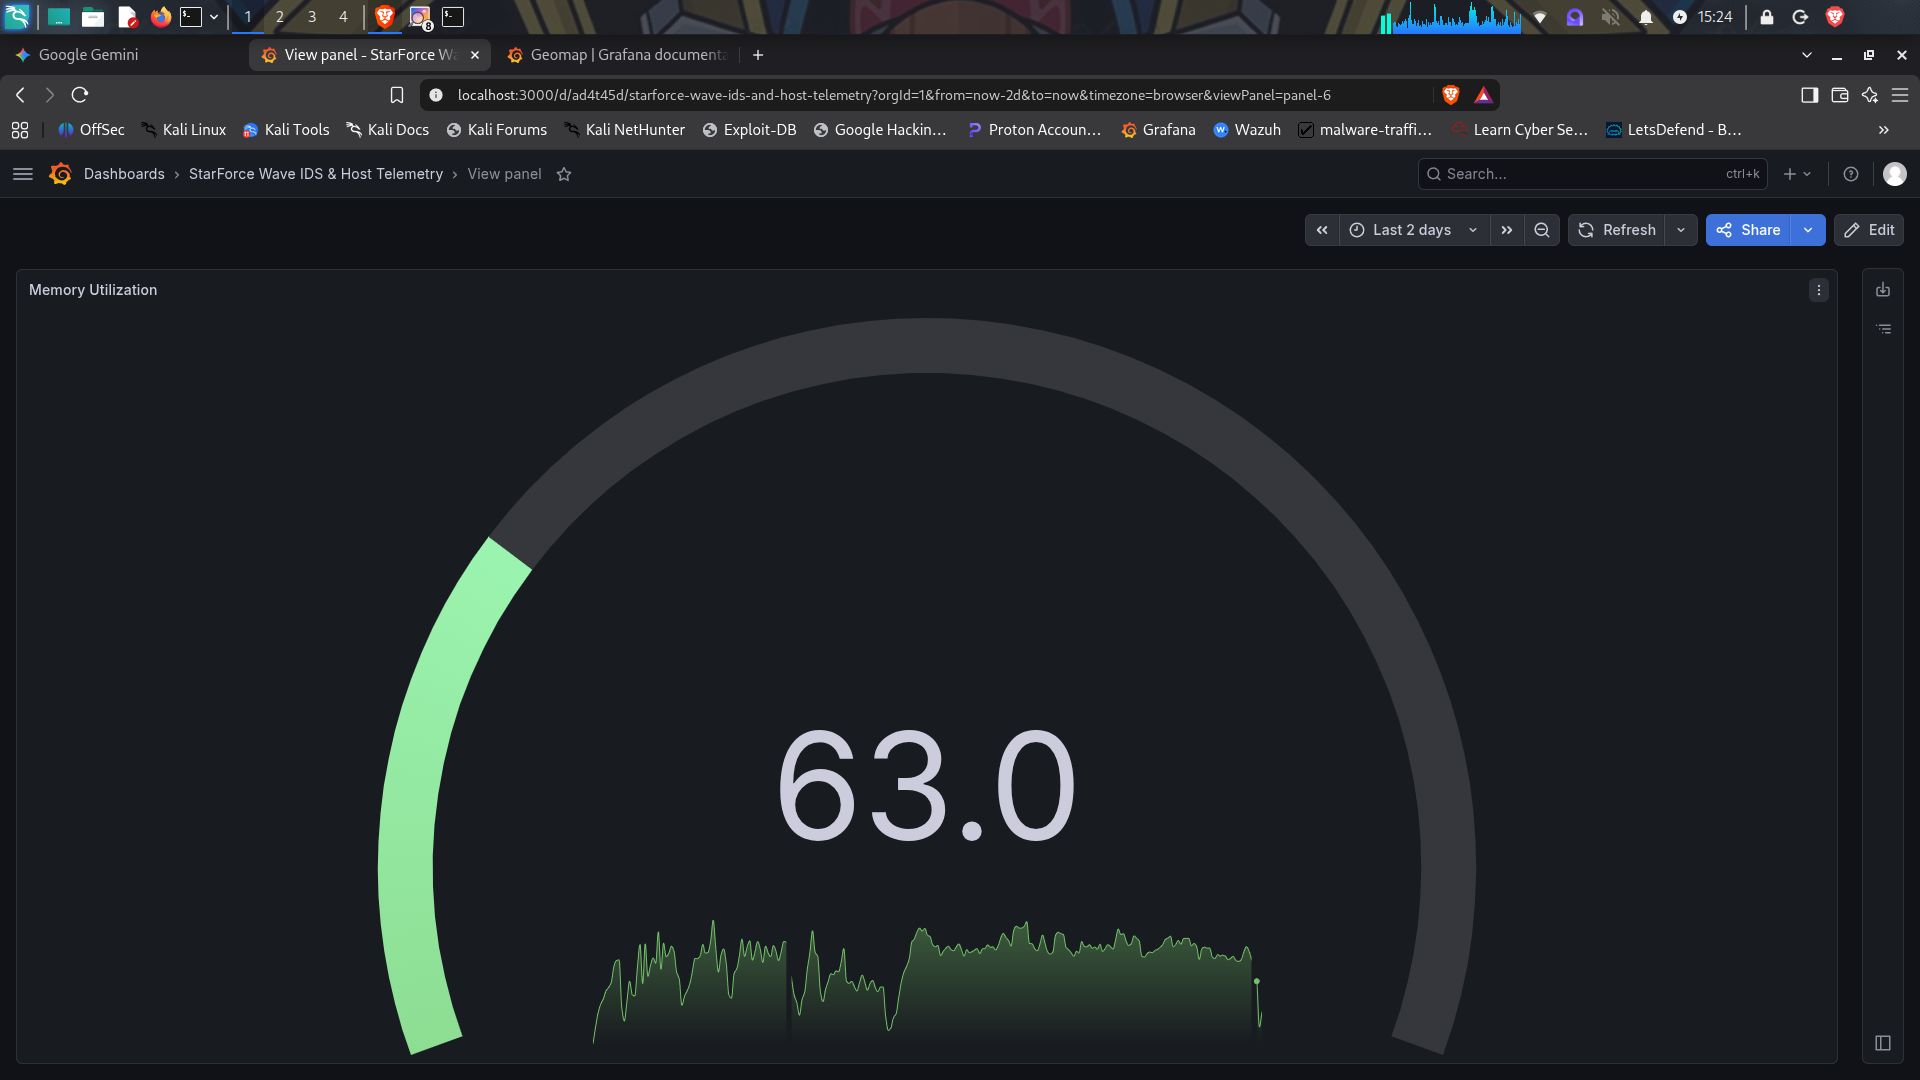 1 2 3 4 8 15:24
Google Gemini View panel - StarForce Wa Geomap | Grafana documenta
localhost:3000/d/ad4t45d/starforce-wave-ids-and-host-telemetry?orgId=1&from=now-2d&to=now&timezone=browser&viewPanel=panel-6
OffSec Kali Linux Kali Tools Kali Docs Kali Forums Kali NetHunter Exploit-DB Google Hackin... Proton Accoun... Grafana Wazuh malware-traffi... Learn Cyber Se... LetsDefend - B...
Dashboards › StarForce Wave IDS & Host Telemetry › View panel Search... ctrl+k
Last 2 days Refresh Share Edit
Memory Utilization
63.0